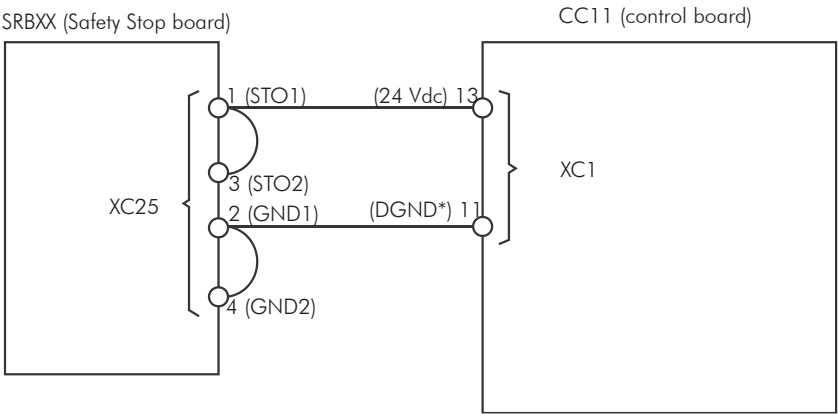 SRBXX (Safety Stop board)
CC11 (control board)
1 (STO1)
(24 Vdc) 13
3 (STO2)
XC25
XC1
2 (GND1)
(DGND*) 11
4 (GND2)